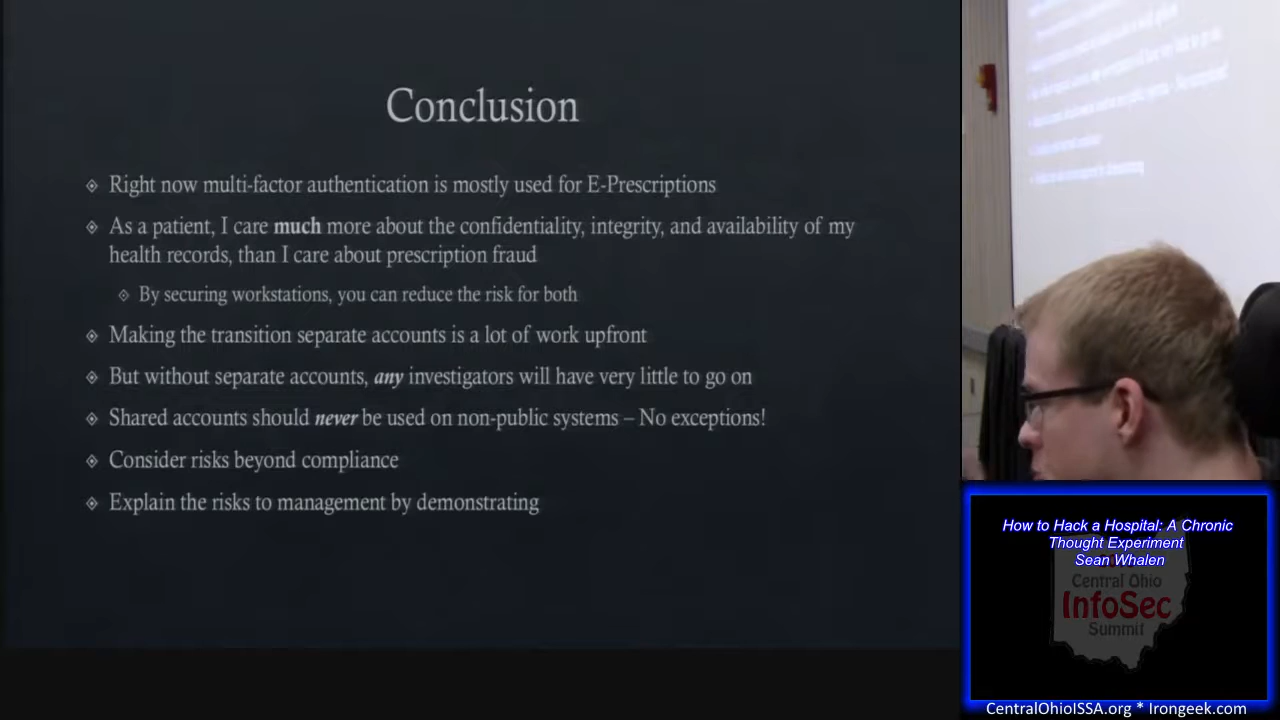 Conclusion
Right now multi-factor authentication is mostly used for E-Prescriptions
As a patient, I care much more about the confidentiality, integrity, and availability of my
health records, than I care about prescription fraud
By securing workstations, you can reduce the risk for both
Making the transition separate accounts is a lot of work upfront
But without separate accounts, any investigators will have very little to go on
Shared accounts should never be used on non-public systems – No exceptions!
Consider risks beyond compliance
Explain the risks to management by demonstrating
How to Hack a Hospital: A Chronic
Thought Experiment
Sean Whalen
Central Ohio
InfoSec
Summit
CentralOhioISSA.org * Irongeek.com